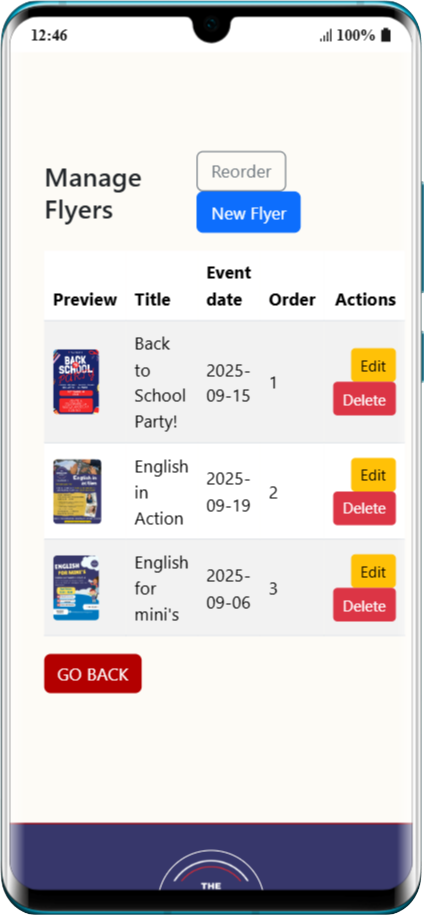 12:46
100%
Manage
Flyers
Reorder
New Flyer
Preview Title Event date Order Actions
BACK
SCHOOL
party
Back
to
School
Party!
2025-
09-15
1
Edit
Delete
English in
action
English
in
Action
2025-
09-19
2
Edit
Delete
ENGLISH
FOR MINI'S
English
for
mini's
2025-
09-06
3
Edit
Delete
GO BACK
THE